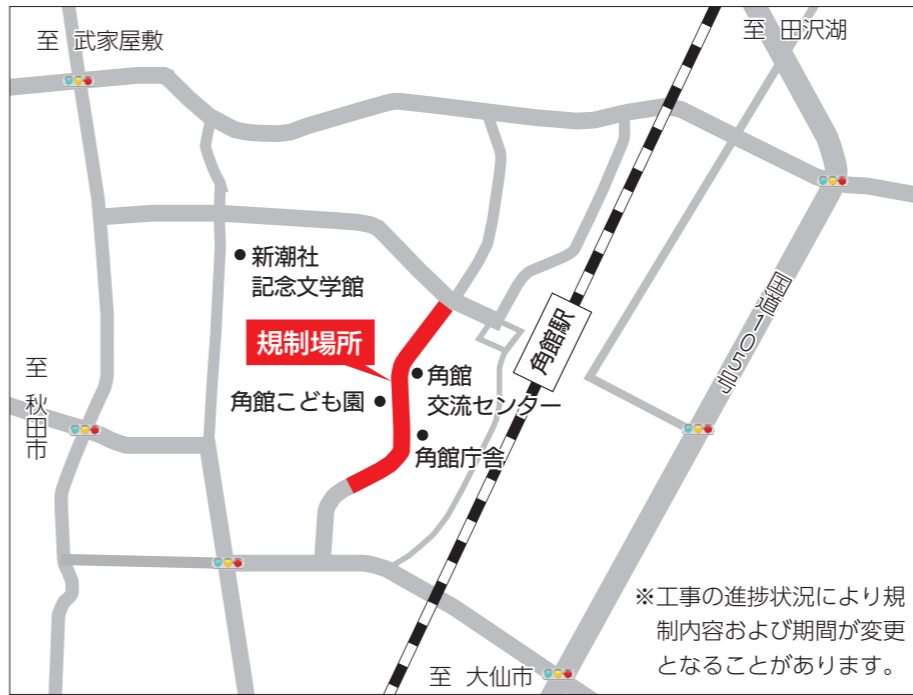 至 武家屋敷
至 田沢湖
新潮社
記念文学館
規制場所
角館駅
国道105号
至 秋田市
角館こども園
角館
交流センター
角館庁舎
※工事の進捗状況により規
制内容および期間が変更
となることがあります。
至 大仙市